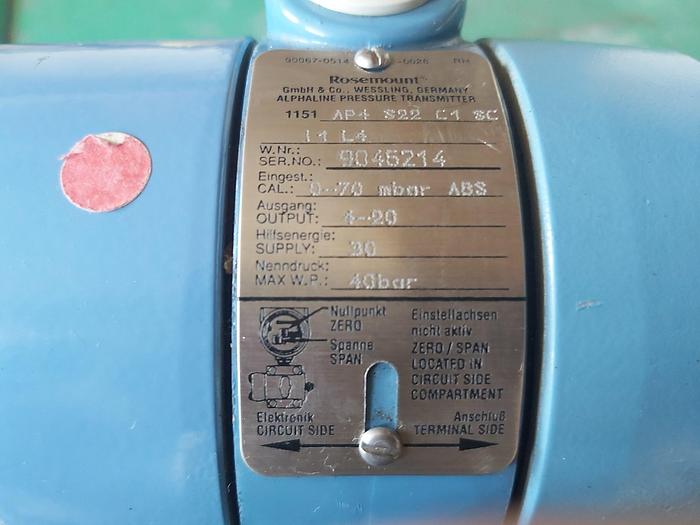 Rosemount
GmbH & Co., WESSLING, GERMANY
ALPHALINE PRESSURE TRANSMITTER
1151 AP4 S22 C1 SC
I1 L4
W.Nr.:
SER.NO.: 9045214
Eingest.:
CAL.: 0-70 mbar ABS
Ausgang:
OUTPUT: 4-20
Hilfsenergie:
SUPPLY: 30
Nenndruck:
MAX W.P.: 40bar
Nullpunkt
ZERO
Spanne
SPAN
Einstellachsen
nicht aktiv
ZERO / SPAN
LOCATED IN
CIRCUIT SIDE
COMPARTMENT
Elektronik
CIRCUIT SIDE
Anschluß
TERMINAL SIDE